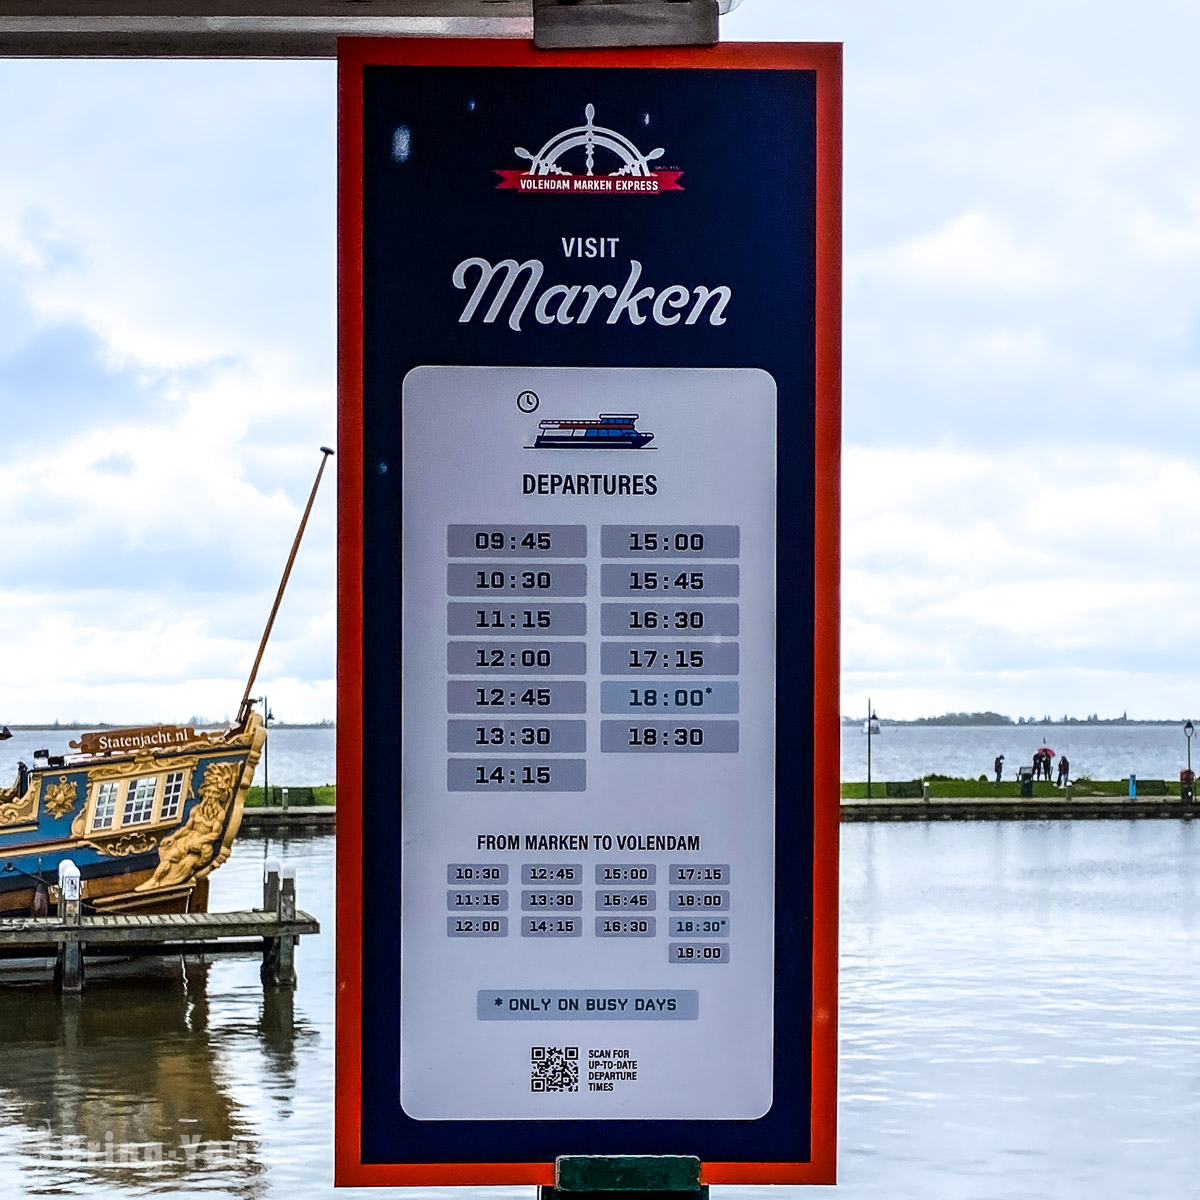 VOLENDAM MARKEN EXPRESS
VISIT
Marken
DEPARTURES
09:45 15:00
10:30 15:45
11:15 16:30
12:00 17:15
12:45 18:00*
13:30 18:30
14:15
FROM MARKEN TO VOLENDAM
10:30 12:45 15:00 17:15
11:15 13:30 15:45 18:00
12:00 14:15 16:30 18:30*
19:00
* ONLY ON BUSY DAYS
SCAN FOR
UP-TO-DATE
DEPARTURE
TIMES
Statenjacht.nl